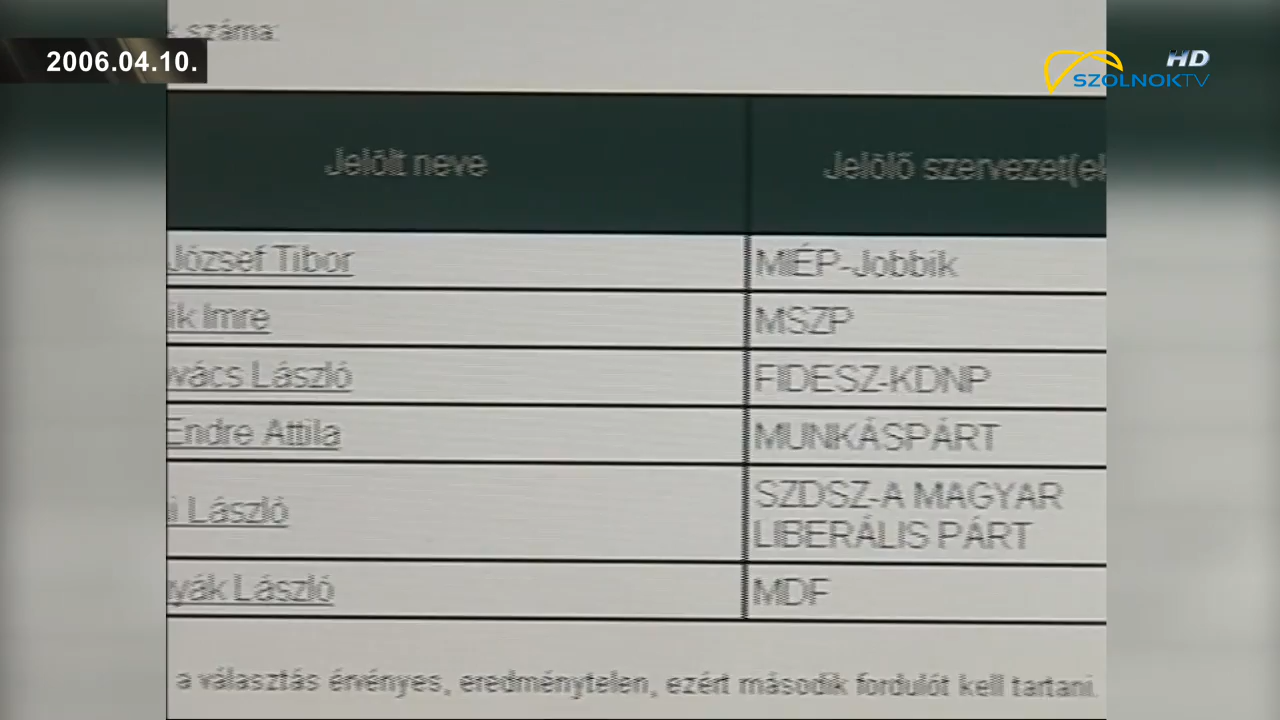 k száma:
2006.04.10.
HD
SZOLNOKTV
Jelölt neve
Jelölő szervezet(ek
József Tibor
MIÉP-Jobbik
ik Imre
MSZP
vács László
FIDESZ-KDNP
Endre Attila
MUNKÁSPÁRT
i László
SZDSZ-A MAGYAR
LIBERÁLIS PÁRT
yák László
MDF
a választás érvényes, eredménytelen, ezért második fordulót kell tartani.